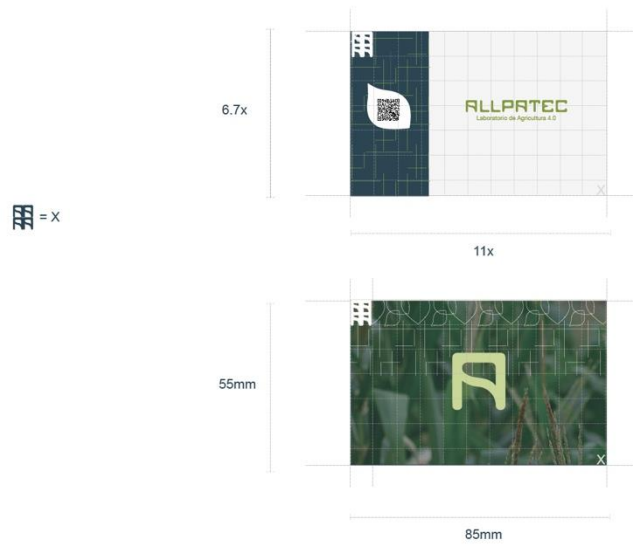 6.7x
ALLPATEC
Laboratorio de Agricultura 4.0
X
= X
11x
55mm
X
85mm